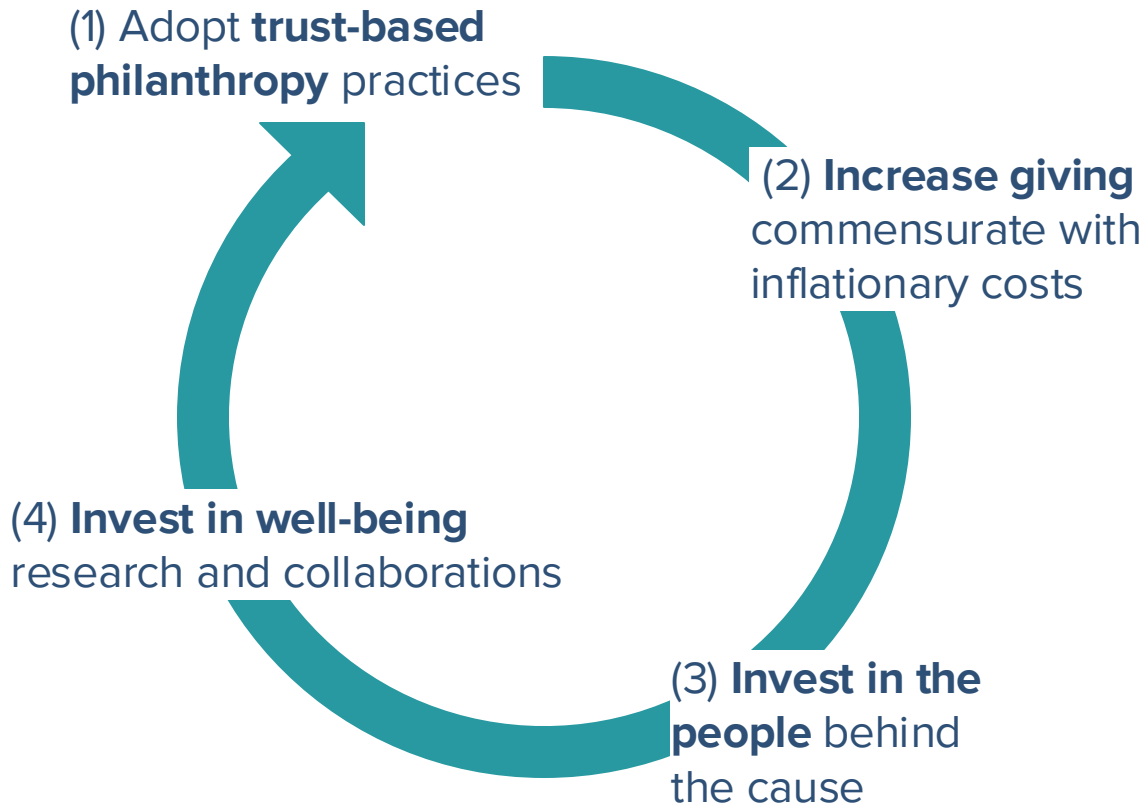 (1) Adopt trust-based
philanthropy practices
(2) Increase giving
commensurate with
inflationary costs
(3) Invest in the
people behind
the cause
(4) Invest in well-being
research and collaborations